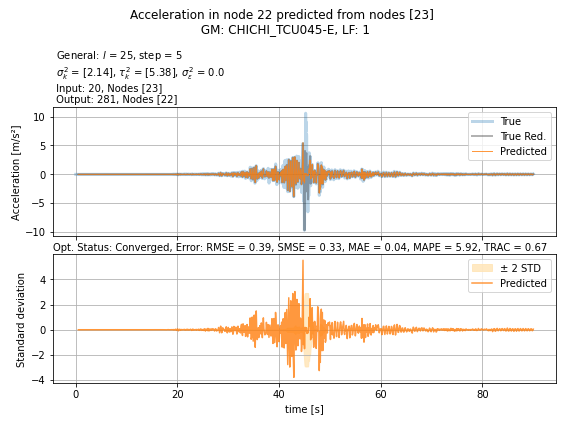 Acceleration in node 22 predicted from nodes [23]
GM: CHICHI_TCU045-E, LF: 1
General: l = 25, step = 5
σ²ₖ = [2.14], τ²ₖ = [5.38], σ²ε = 0.0
Input: 20, Nodes [23]
Output: 281, Nodes [22]
Acceleration [m/s²]
10
5
0
−5
−10
True
True Red.
Predicted
Opt. Status: Converged, Error: RMSE = 0.39, SMSE = 0.33, MAE = 0.04, MAPE = 5.92, TRAC = 0.67
Standard deviation
4
2
0
−2
−4
± 2 STD
Predicted
0 20 40 60 80
time [s]